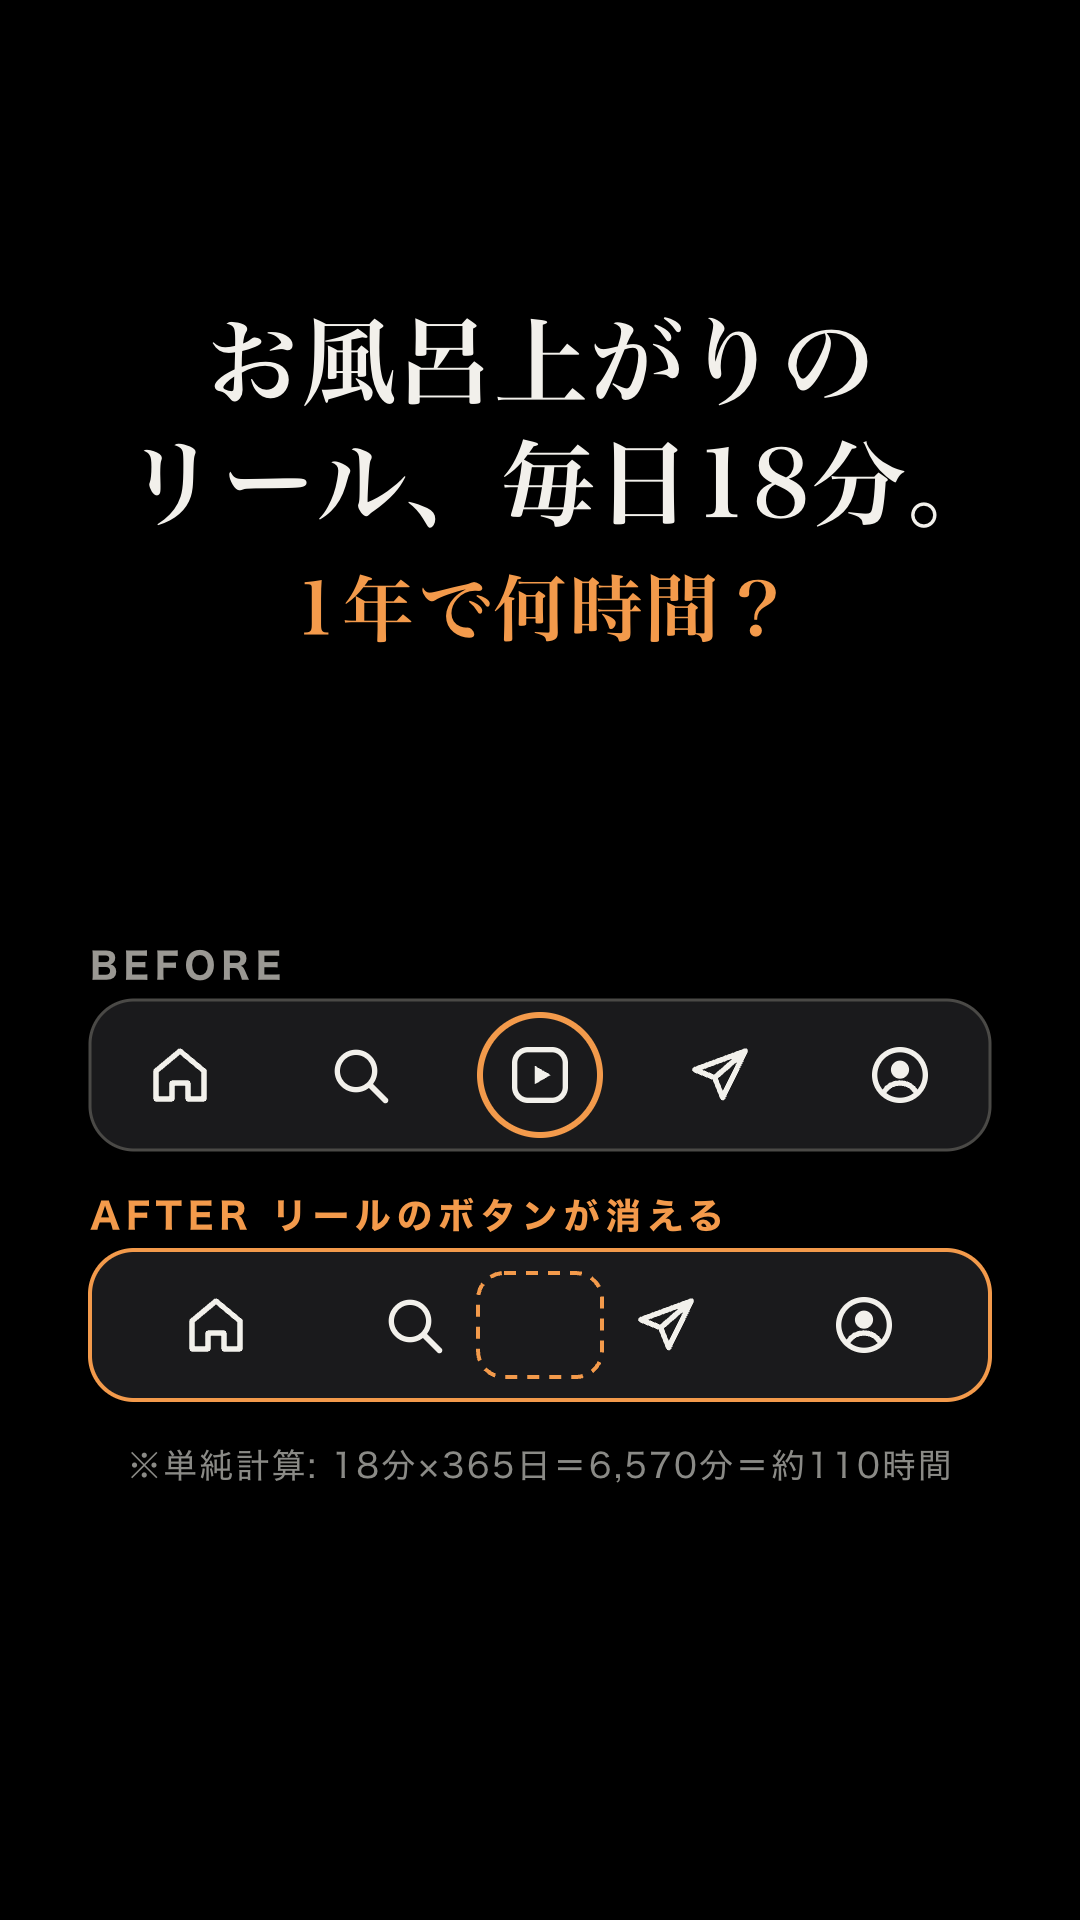 お風呂上がりの
リール、毎日18分。
1年で何時間？
BEFORE
AFTER リールのボタンが消える
※単純計算: 18分×365日＝6,570分＝約110時間